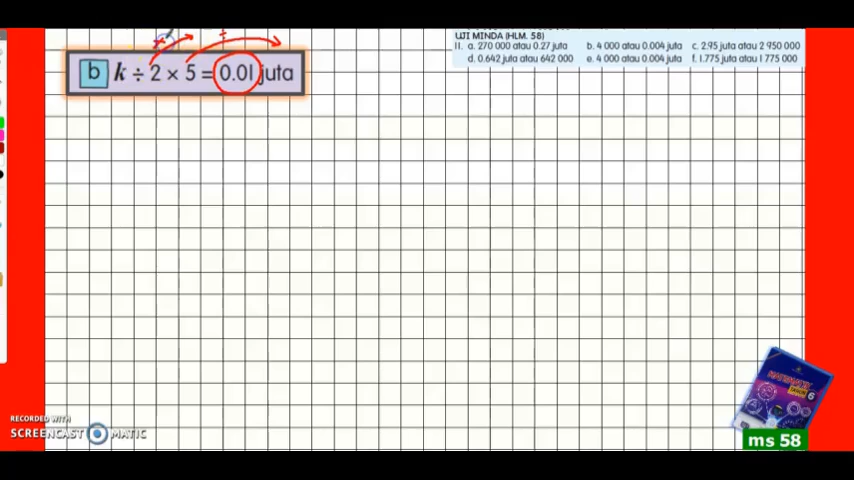 × ÷
b k ÷ 2 × 5 = 0.01 juta
UJI MINDA (HLM. 58)
11. a. 270 000 atau 0.27 juta b. 4 000 atau 0.004 juta c. 2.95 juta atau 2 950 000
d. 0.642 juta atau 642 000 e. 4 000 atau 0.004 juta f. 1.775 juta atau 1 775 000
MATEMATIK
6
ms 58
RECORDED WITH
SCREENCAST MATIC